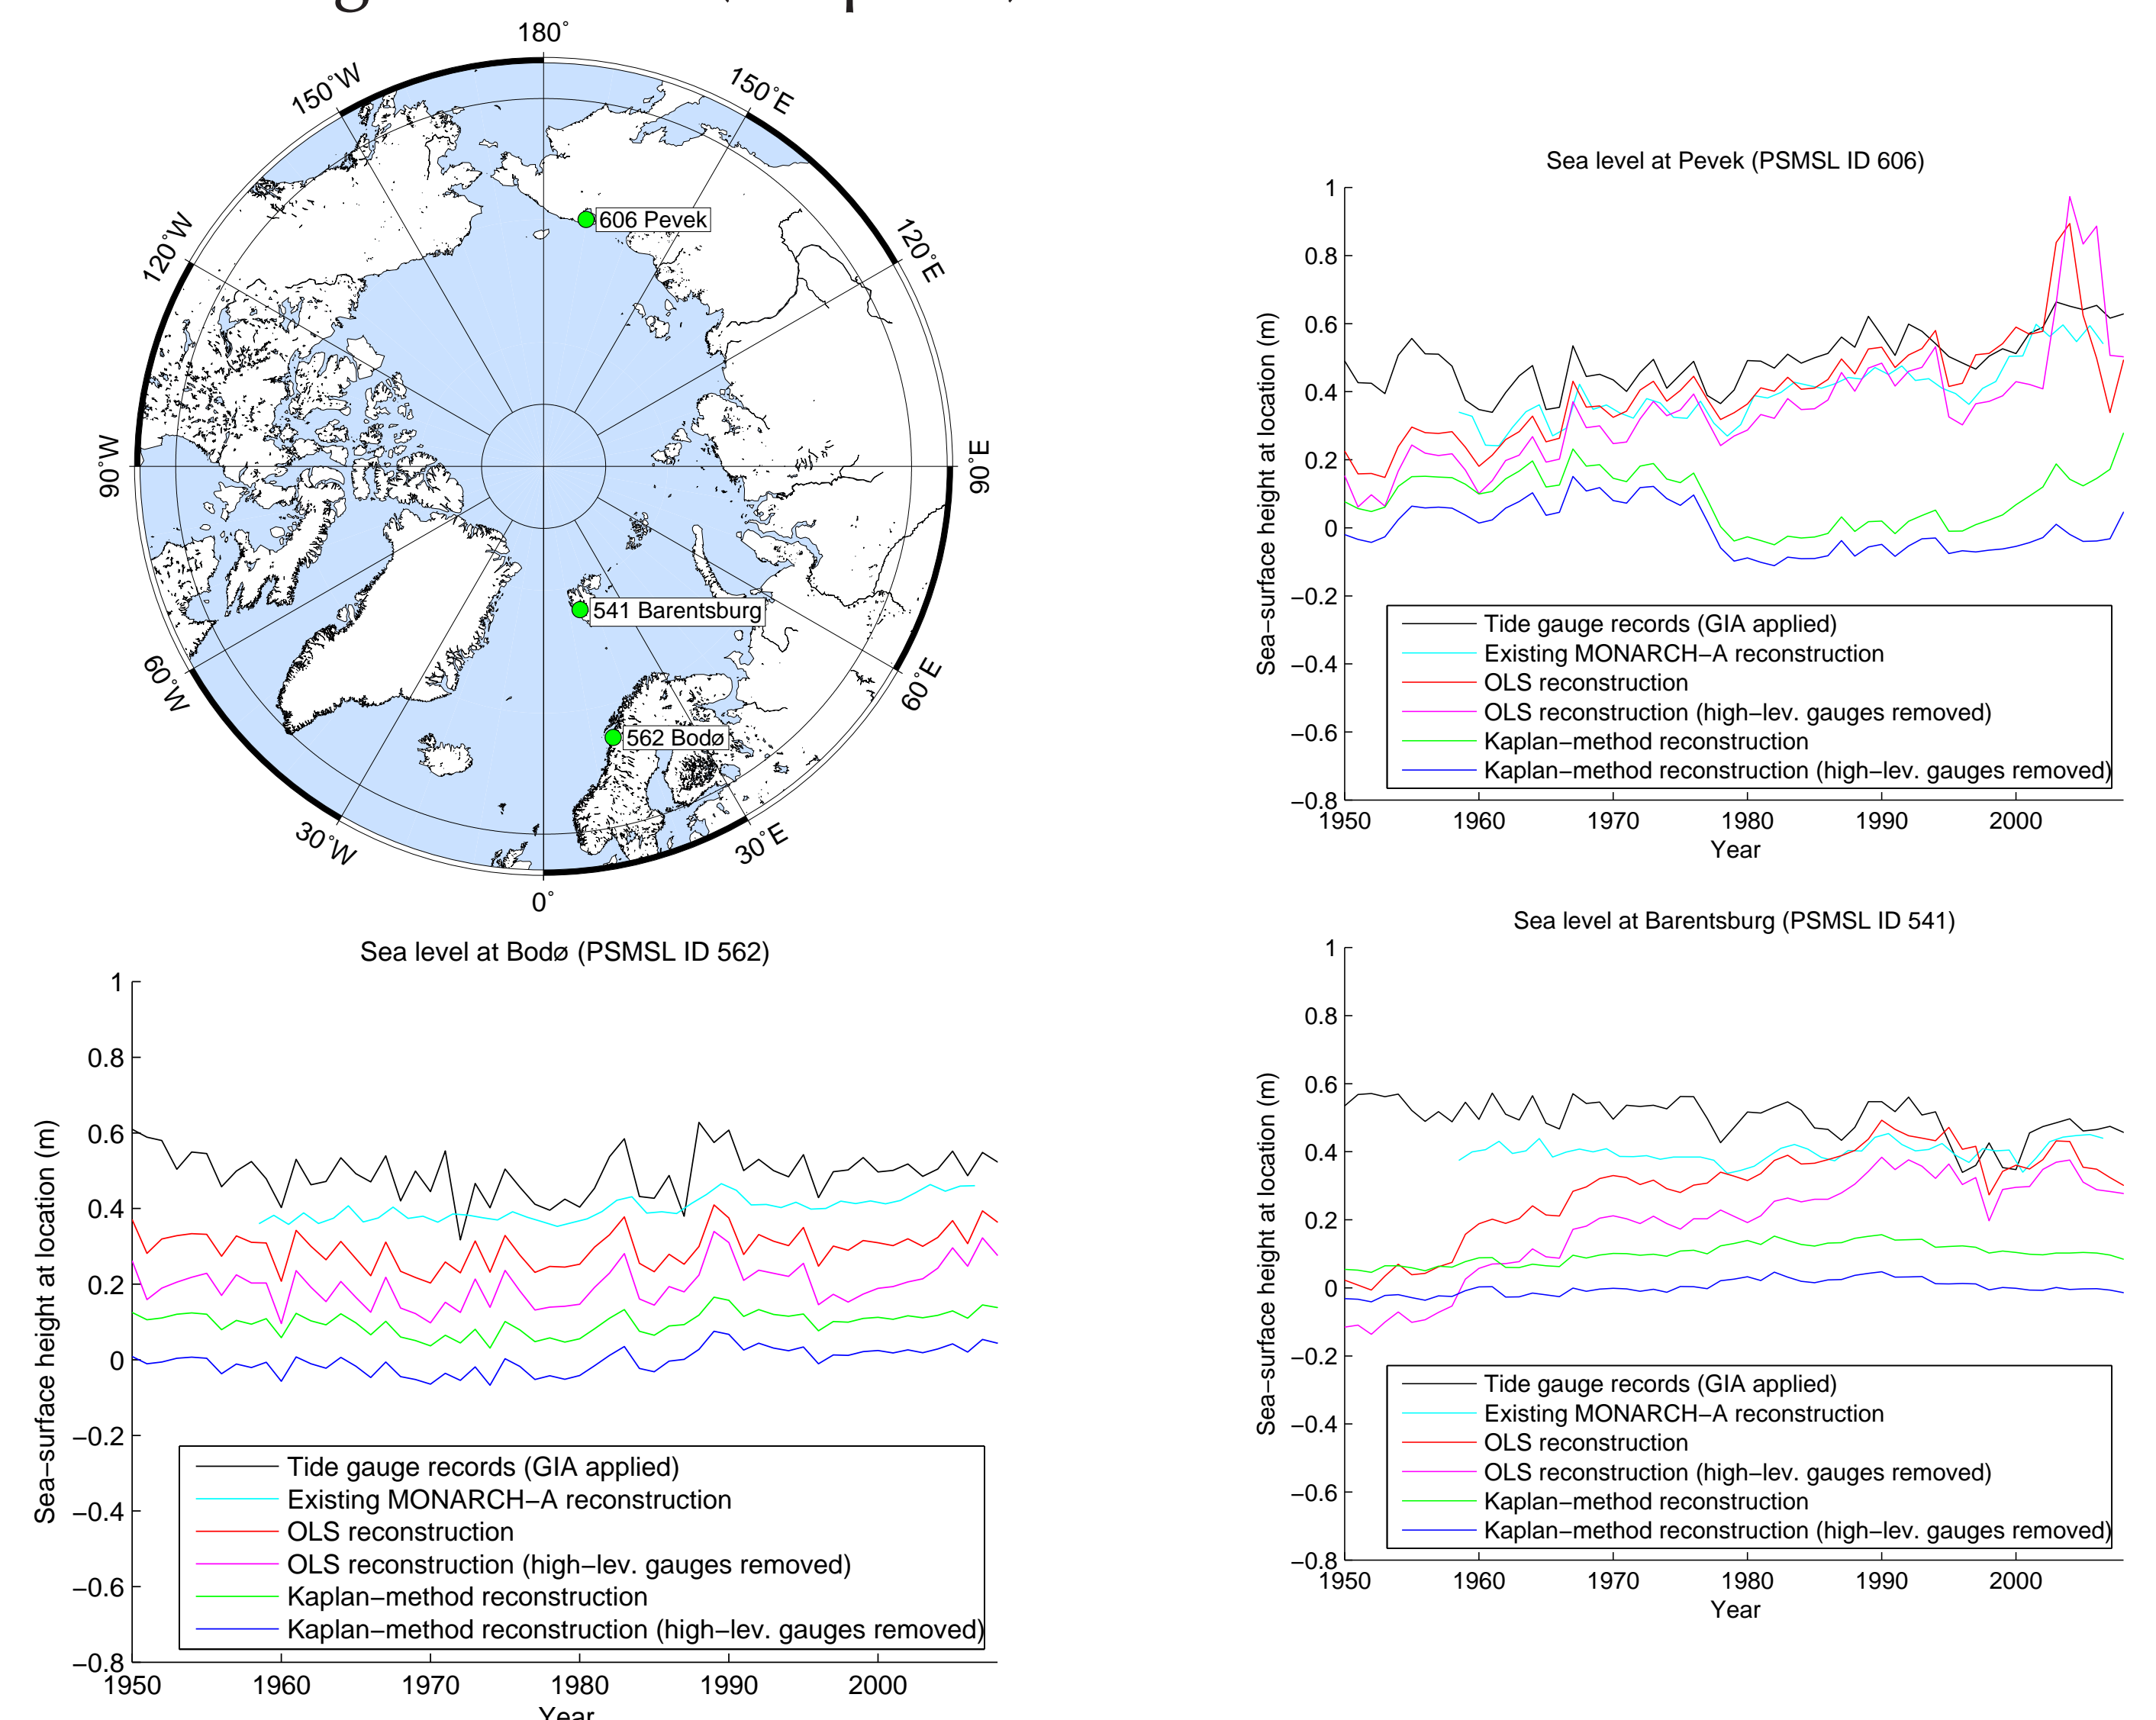 180°
150°W
150°E
120°W
120°E
90°W
90°E
60°W
60°E
30°W
30°E
0°
606 Pevek
541 Barentsburg
562 Bodø
Sea level at Pevek (PSMSL ID 606)
Sea−surface height at location (m)
1
0.8
0.6
0.4
0.2
0
−0.2
−0.4
−0.6
−0.8
Tide gauge records (GIA applied)
Existing MONARCH−A reconstruction
OLS reconstruction
OLS reconstruction (high−lev. gauges removed)
Kaplan−method reconstruction
Kaplan−method reconstruction (high−lev. gauges removed)
1950 1960 1970 1980 1990 2000
Year
Sea level at Bodø (PSMSL ID 562)
Sea−surface height at location (m)
1
0.8
0.6
0.4
0.2
0
−0.2
−0.4
−0.6
−0.8
Tide gauge records (GIA applied)
Existing MONARCH−A reconstruction
OLS reconstruction
OLS reconstruction (high−lev. gauges removed)
Kaplan−method reconstruction
Kaplan−method reconstruction (high−lev. gauges removed)
1950 1960 1970 1980 1990 2000
Year
Sea level at Barentsburg (PSMSL ID 541)
Sea−surface height at location (m)
1
0.8
0.6
0.4
0.2
0
−0.2
−0.4
−0.6
−0.8
Tide gauge records (GIA applied)
Existing MONARCH−A reconstruction
OLS reconstruction
OLS reconstruction (high−lev. gauges removed)
Kaplan−method reconstruction
Kaplan−method reconstruction (high−lev. gauges removed)
1950 1960 1970 1980 1990 2000
Year